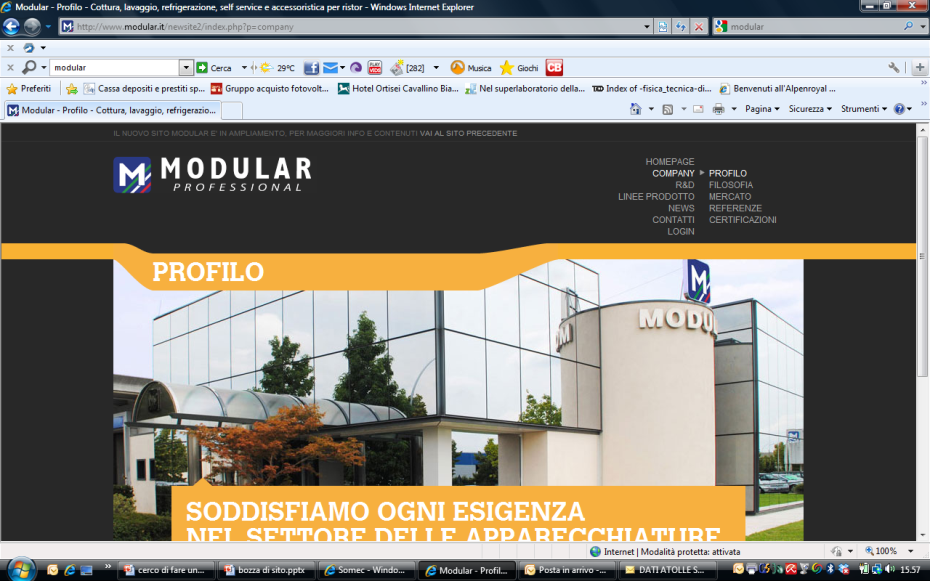 Modular - Profilo - Cottura, lavaggio, refrigerazione, self service e accessoristica per ristor - Windows Internet Explorer
http://www.modular.it/newsite2/index.php?p=company
modular
modular Cerca 29°C PLAY VIDEO [282] Musica Giochi CB
Preferiti Cassa depositi e prestiti sp... Gruppo acquisto fotovolt... Hotel Ortisei Cavallino Bia... Nel superlaboratorio della... Index of -fisica_tecnica-di... Benvenuti all'Alpenroyal ...
Modular - Profilo - Cottura, lavaggio, refrigerazio... Pagina Sicurezza Strumenti
IL NUOVO SITO MODULAR E' IN AMPLIAMENTO, PER MAGGIORI INFO E CONTENUTI VAI AL SITO PRECEDENTE
M MODULAR
PROFESSIONAL
HOMEPAGE
COMPANY PROFILO
R&D FILOSOFIA
LINEE PRODOTTO MERCATO
NEWS REFERENZE
CONTATTI CERTIFICAZIONI
LOGIN
PROFILO
M
MODU
SODDISFIAMO OGNI ESIGENZA
NEL SETTORE DELLE APPARECCHIATURE
Internet | Modalità protetta: attivata 100%
cerco di fare un... bozza di sito.pptx Somec - Windo... Modular - Profil... Posta in arrivo -... DATI ATOLLE S... 15.57